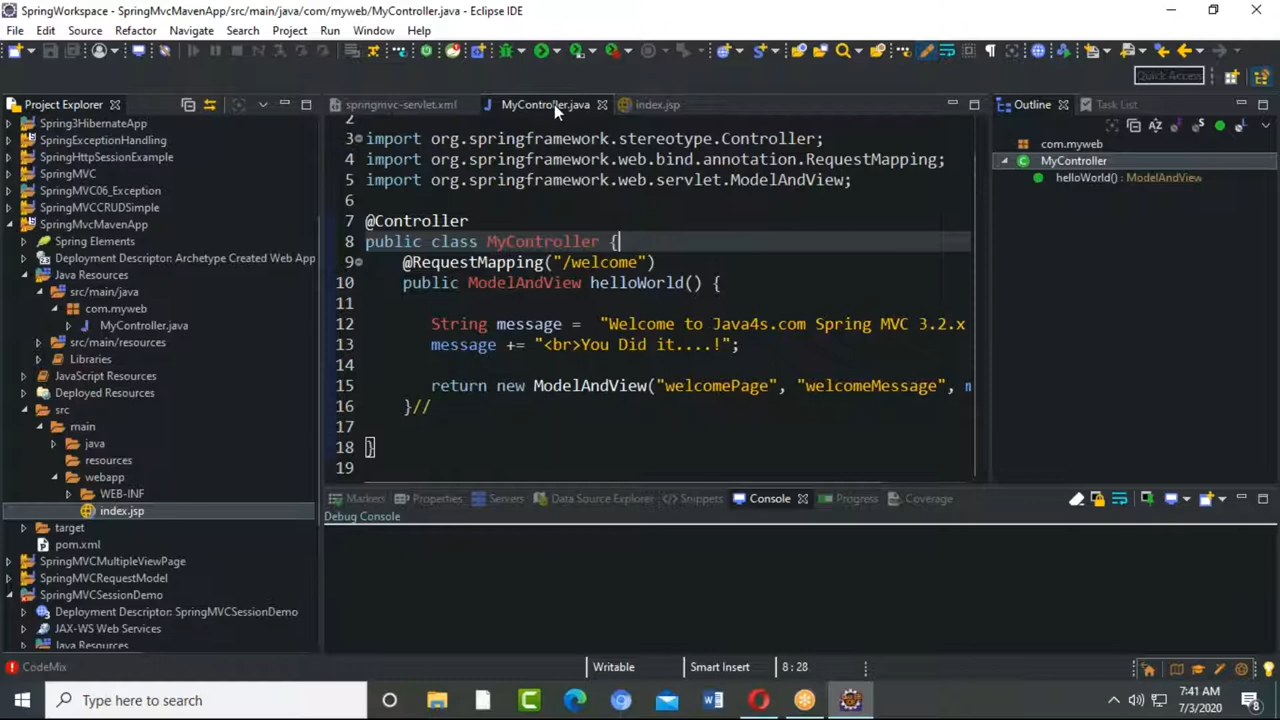 SpringWorkspace - SpringMvcMavenApp/src/main/java/com/myweb/MyController.java - Eclipse IDE
File Edit Source Refactor Navigate Search Project Run Window Help
Quick Access
Project Explorer
Spring3HibernateApp
SpringExceptionHandling
SpringHttpSessionExample
SpringMVC
SpringMVC06_Exception
SpringMVCCRUDSimple
SpringMvcMavenApp
Spring Elements
Deployment Descriptor: Archetype Created Web App
Java Resources
src/main/java
com.myweb
MyController.java
src/main/resources
Libraries
JavaScript Resources
Deployed Resources
src
main
java
resources
webapp
WEB-INF
index.jsp
target
pom.xml
SpringMVCMultipleViewPage
SpringMVCRequestModel
SpringMVCSessionDemo
Deployment Descriptor: SpringMVCSessionDemo
JAX-WS Web Services
Java Resources
springmvc-servlet.xml MyController.java index.jsp
2
3 import org.springframework.stereotype.Controller;
4 import org.springframework.web.bind.annotation.RequestMapping;
5 import org.springframework.web.servlet.ModelAndView;
6
7 @Controller
8 public class MyController {
9 @RequestMapping("/welcome")
10 public ModelAndView helloWorld() {
11
12 String message = "Welcome to Java4s.com Spring MVC 3.2.x
13 message += "<br>You Did it....!";
14
15 return new ModelAndView("welcomePage", "welcomeMessage", m
16 }//
17
18 }
19
Outline Task List
com.myweb
MyController
helloWorld() : ModelAndView
Markers Properties Servers Data Source Explorer Snippets Console Progress Coverage
Debug Console
CodeMix Writable Smart Insert 8 : 28
Type here to search
7:41 AM
7/3/2020
8